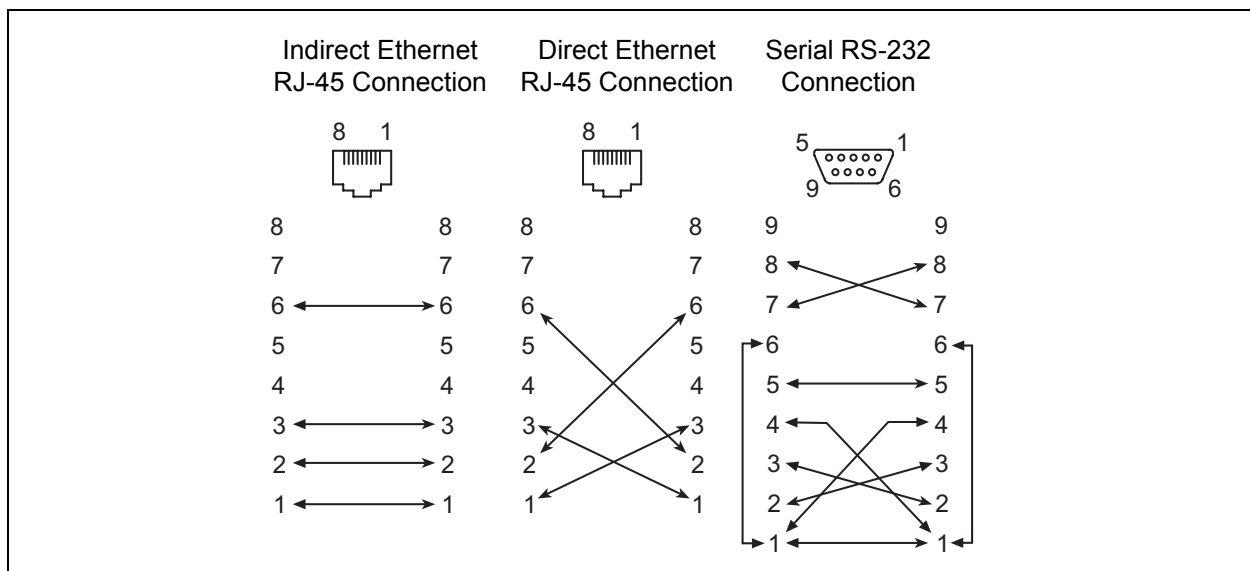 Indirect Ethernet Direct Ethernet Serial RS-232
RJ-45 Connection RJ-45 Connection Connection
8 1 8 1 5 1
9 6
8 8 8 8 9 9
7 7 7 7 8 8
6 6 6 6 7 7
5 5 5 5 6 6
4 4 4 4 5 5
3 3 3 3 4 4
2 2 2 2 3 3
1 1 1 1 2 2
1 1